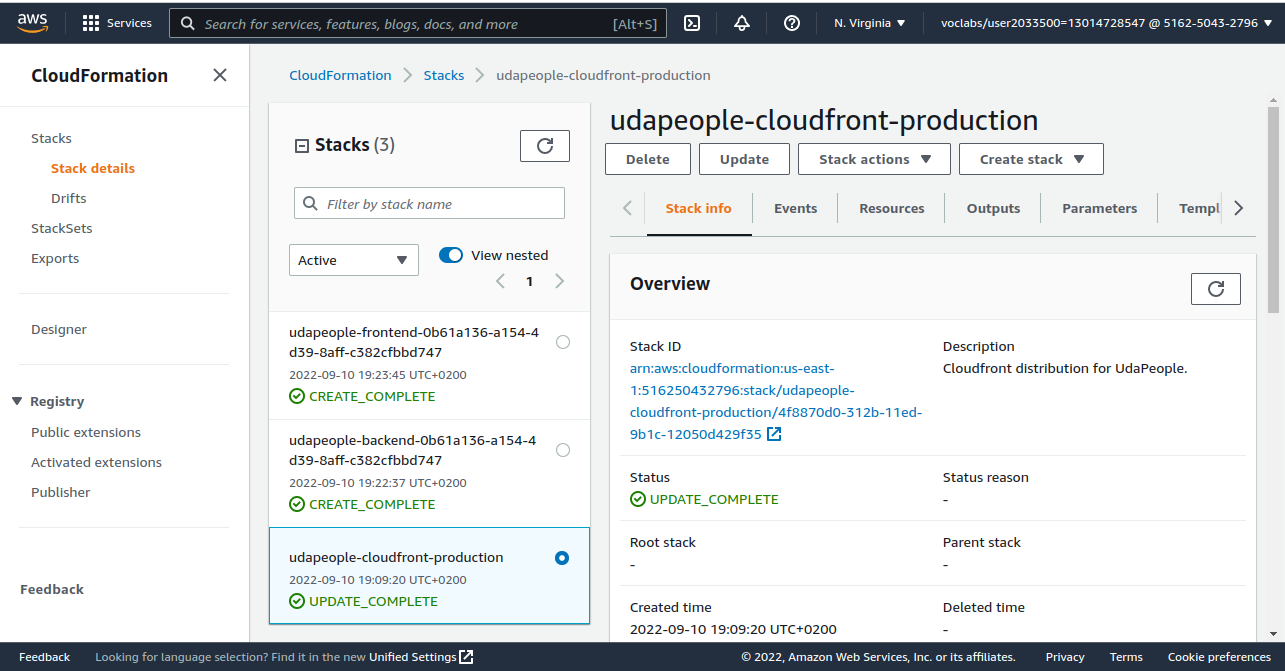 aws
Services
Search for services, features, blogs, docs, and more
[Alt+S]
N. Virginia
voclabs/user2033500=13014728547 @ 5162-5043-2796
CloudFormation
Stacks
Stack details
Drifts
StackSets
Exports
Designer
Registry
Public extensions
Activated extensions
Publisher
Feedback
CloudFormation
Stacks
udapeople-cloudfront-production
Stacks (3)
Filter by stack name
Active
View nested
1
udapeople-frontend-0b61a136-a154-4
d39-8aff-c382cfbbd747
2022-09-10 19:23:45 UTC+0200
CREATE_COMPLETE
udapeople-backend-0b61a136-a154-4
d39-8aff-c382cfbbd747
2022-09-10 19:22:37 UTC+0200
CREATE_COMPLETE
udapeople-cloudfront-production
2022-09-10 19:09:20 UTC+0200
UPDATE_COMPLETE
udapeople-cloudfront-production
Delete
Update
Stack actions
Create stack
Stack info
Events
Resources
Outputs
Parameters
Templ
Overview
Stack ID
arn:aws:cloudformation:us-east-
1:516250432796:stack/udapeople-
cloudfront-production/4f8870d0-312b-11ed-
9b1c-12050d429f35
Description
Cloudfront distribution for UdaPeople.
Status
UPDATE_COMPLETE
Status reason
-
Root stack
-
Parent stack
-
Created time
2022-09-10 19:09:20 UTC+0200
Deleted time
-
Feedback
Looking for language selection? Find it in the new Unified Settings
© 2022, Amazon Web Services, Inc. or its affiliates.
Privacy
Terms
Cookie preferences